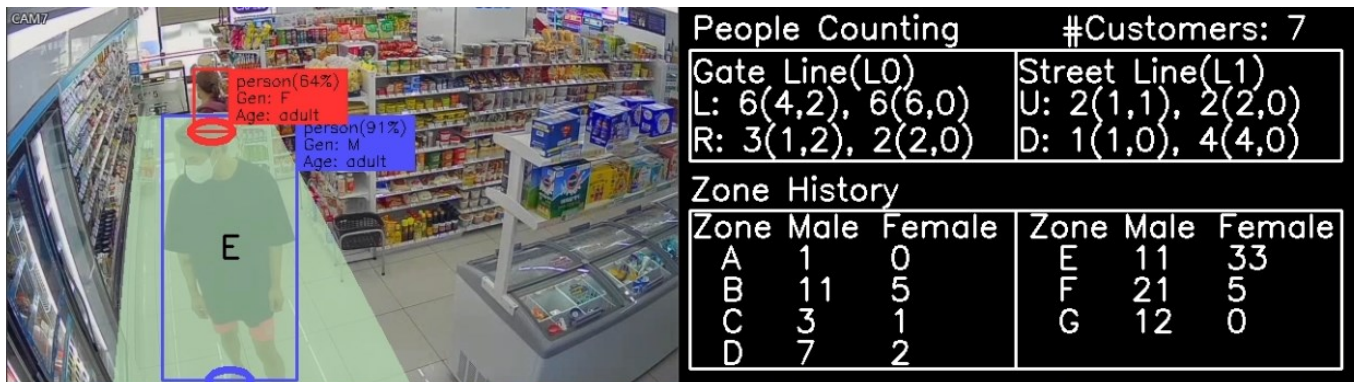 CAM7
person(64%)
Gen: F
Age: adult
person(91%)
Gen: M
Age: adult
E
People Counting #Customers: 7
Gate Line(L0)
L: 6(4,2), 6(6,0)
R: 3(1,2), 2(2,0)
Street Line(L1)
U: 2(1,1), 2(2,0)
D: 1(1,0), 4(4,0)
Zone History
Zone Male Female
A 1 0
B 11 5
C 3 1
D 7 2
Zone Male Female
E 11 33
F 21 5
G 12 0